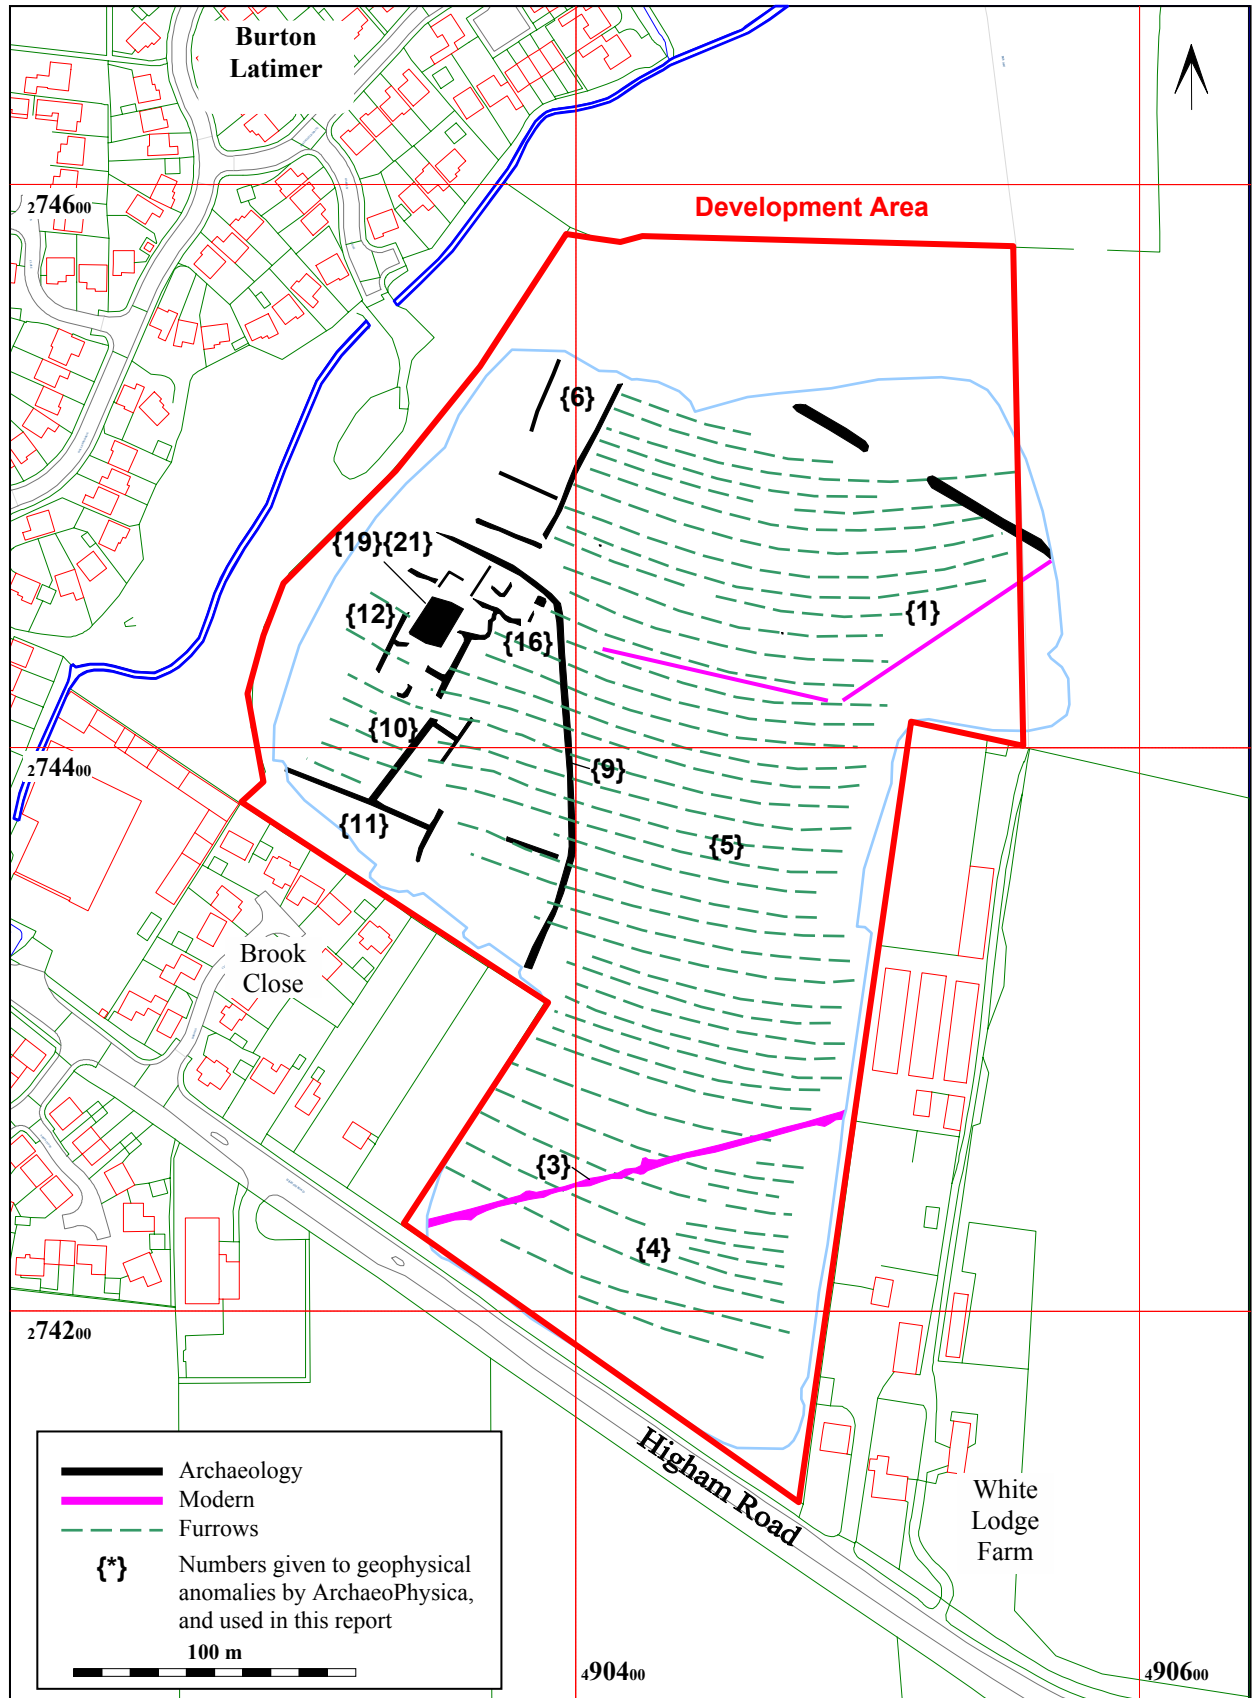 Burton
Latimer
274600
Development Area
{6}
{19}{21}
{12}
{16}
{1}
{10}
274400
{9}
{11}
{5}
Brook
Close
{3}
{4}
274200
Higham Road
White
Lodge
Farm
Archaeology
Modern
Furrows
{*} Numbers given to geophysical
anomalies by ArchaeoPhysica,
and used in this report
100 m
490400
490600